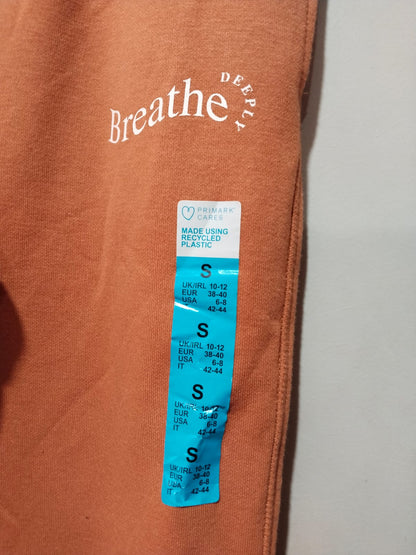 Breathe
DEEPLY
PRIMARK
CARES
MADE USING
RECYCLED
PLASTIC
S
UK/IRL 10-12
EUR 38-40
USA 6-8
IT 42-44
S
UK/IRL 10-12
EUR 38-40
USA 6-8
IT 42-44
S
UK/IRL 10-12
EUR 38-40
USA 6-8
IT 42-44
S
UK/IRL 10-12
EUR 38-40
USA 6-8
IT 42-44